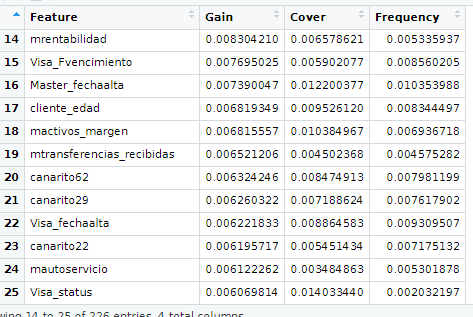 Feature Gain Cover Frequency
14 mrentabilidad 0.008304210 0.006578621 0.005335937
15 Visa_Fvencimiento 0.007695025 0.005902077 0.008560205
16 Master_fechaalta 0.007390047 0.012200377 0.010353988
17 cliente_edad 0.006819349 0.009526120 0.008344497
18 mactivos_margen 0.006815557 0.010384967 0.006936718
19 mtransferencias_recibidas 0.006521206 0.004502368 0.004575282
20 canarito62 0.006324246 0.008474913 0.007981199
21 canarito29 0.006260322 0.007188624 0.007617902
22 Visa_fechaalta 0.006221833 0.008864583 0.009309507
23 canarito22 0.006195717 0.005451434 0.007175132
24 mautoservicio 0.006122262 0.003484863 0.005301878
25 Visa_status 0.006069814 0.014033440 0.002032197
wing 14 to 25 of 226 entries, 4 total columns